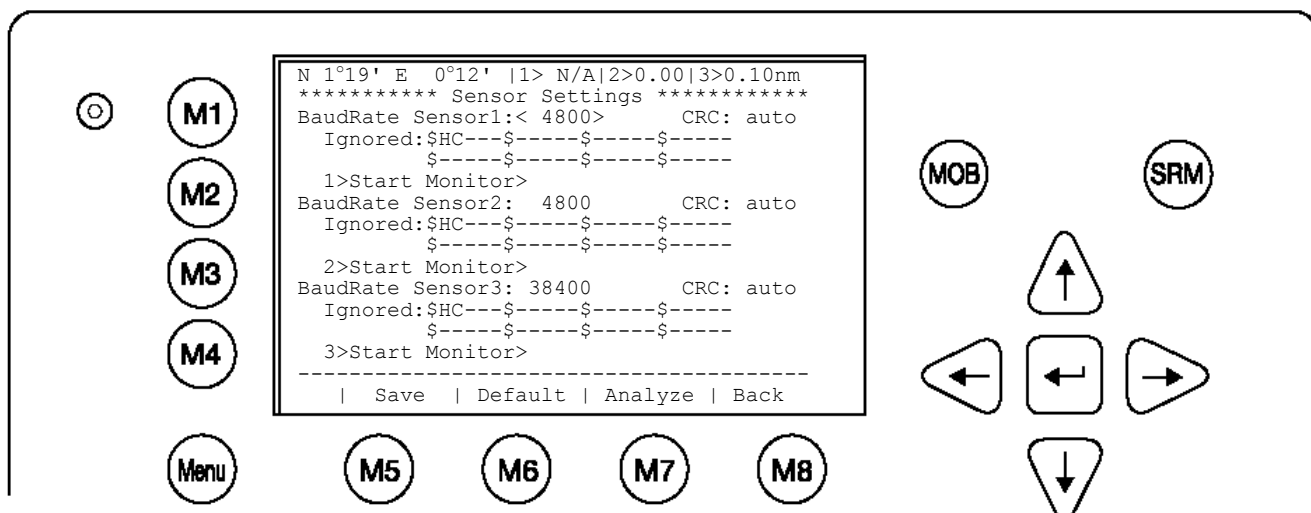 N 1°19' E  0°12' |1> N/A|2>0.00|3>0.10nm
*********** Sensor Settings ************
BaudRate Sensor1:< 4800>      CRC: auto
Ignored:$HC---$-----$-----$-----
$-----$-----$-----$-----
1>Start Monitor>
BaudRate Sensor2:  4800       CRC: auto
Ignored:$HC---$-----$-----$-----
$-----$-----$-----$-----
2>Start Monitor>
BaudRate Sensor3: 38400       CRC: auto
Ignored:$HC---$-----$-----$-----
$-----$-----$-----$-----
3>Start Monitor>
----------------------------------------
| Save | Default | Analyze | Back
M1
M2
M3
M4
MOB
SRM
Menu
M5
M6
M7
M8